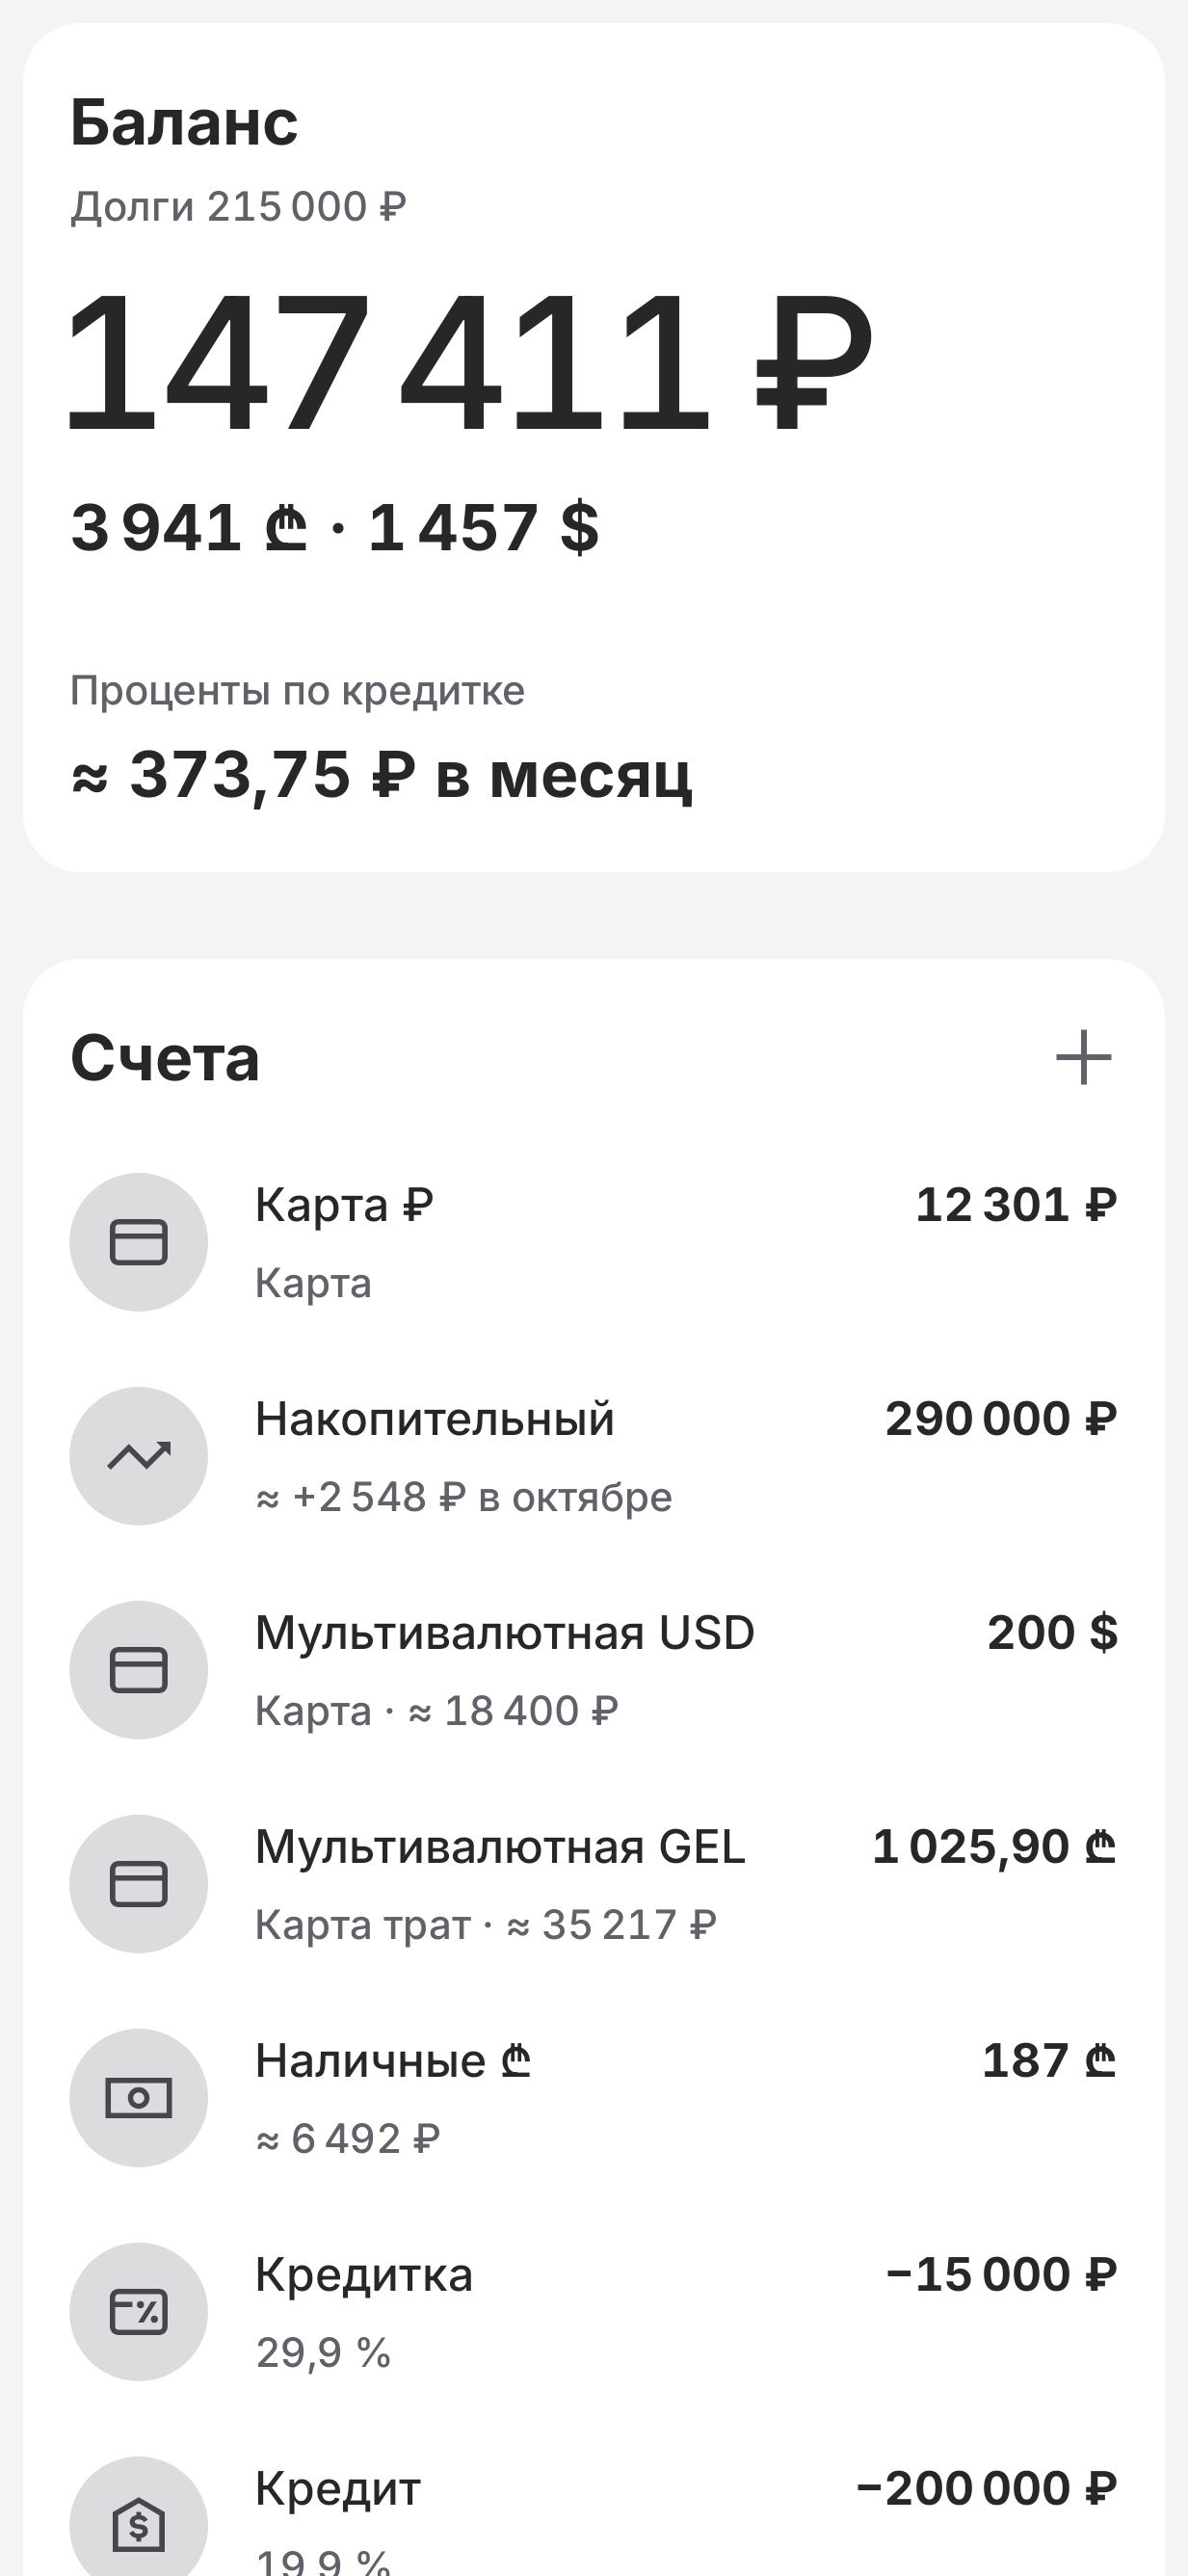 Баланс
Долги 215 000 ₽
147 411 ₽
3 941 ₾ · 1 457 $
Проценты по кредитке
≈ 373,75 ₽ в месяц
Счета
Карта ₽ 12 301 ₽
Карта
Накопительный 290 000 ₽
≈ +2 548 ₽ в октябре
Мультивалютная USD 200 $
Карта · ≈ 18 400 ₽
Мультивалютная GEL 1 025,90 ₾
Карта трат · ≈ 35 217 ₽
Наличные ₾ 187 ₾
≈ 6 492 ₽
Кредитка −15 000 ₽
29,9 %
Кредит −200 000 ₽
19,9 %